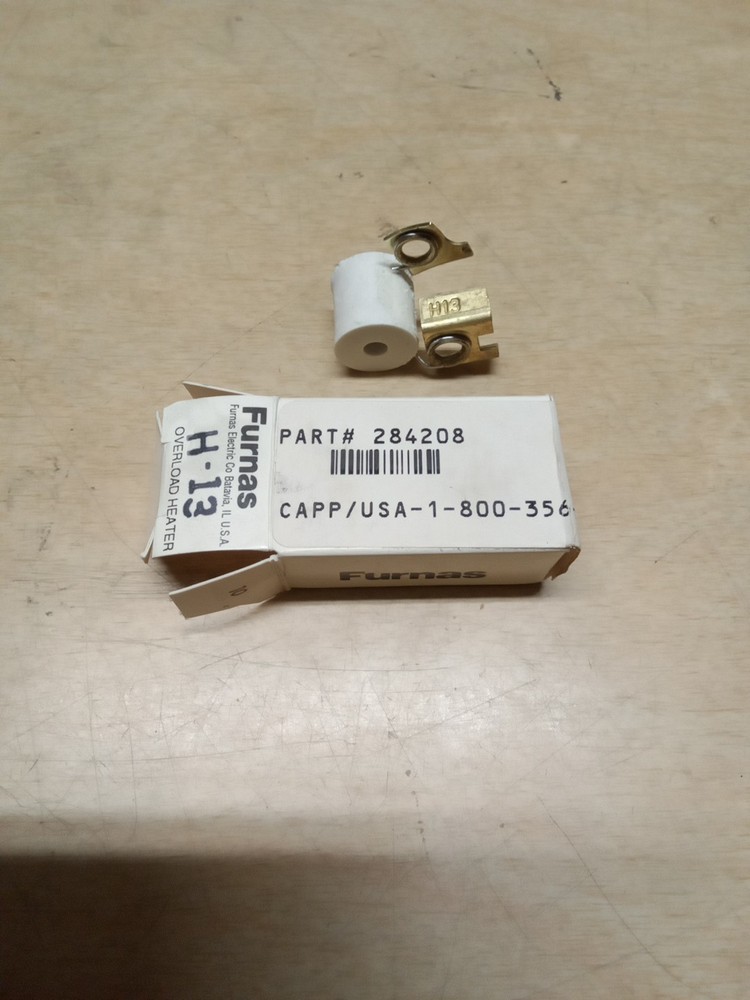 H13
PART# 284208
CAPP/USA-1-800-356-
Furnas
Furnas Electric Co Batavia, IL U.S.A.
H-13
OVERLOAD HEATER
Furnas